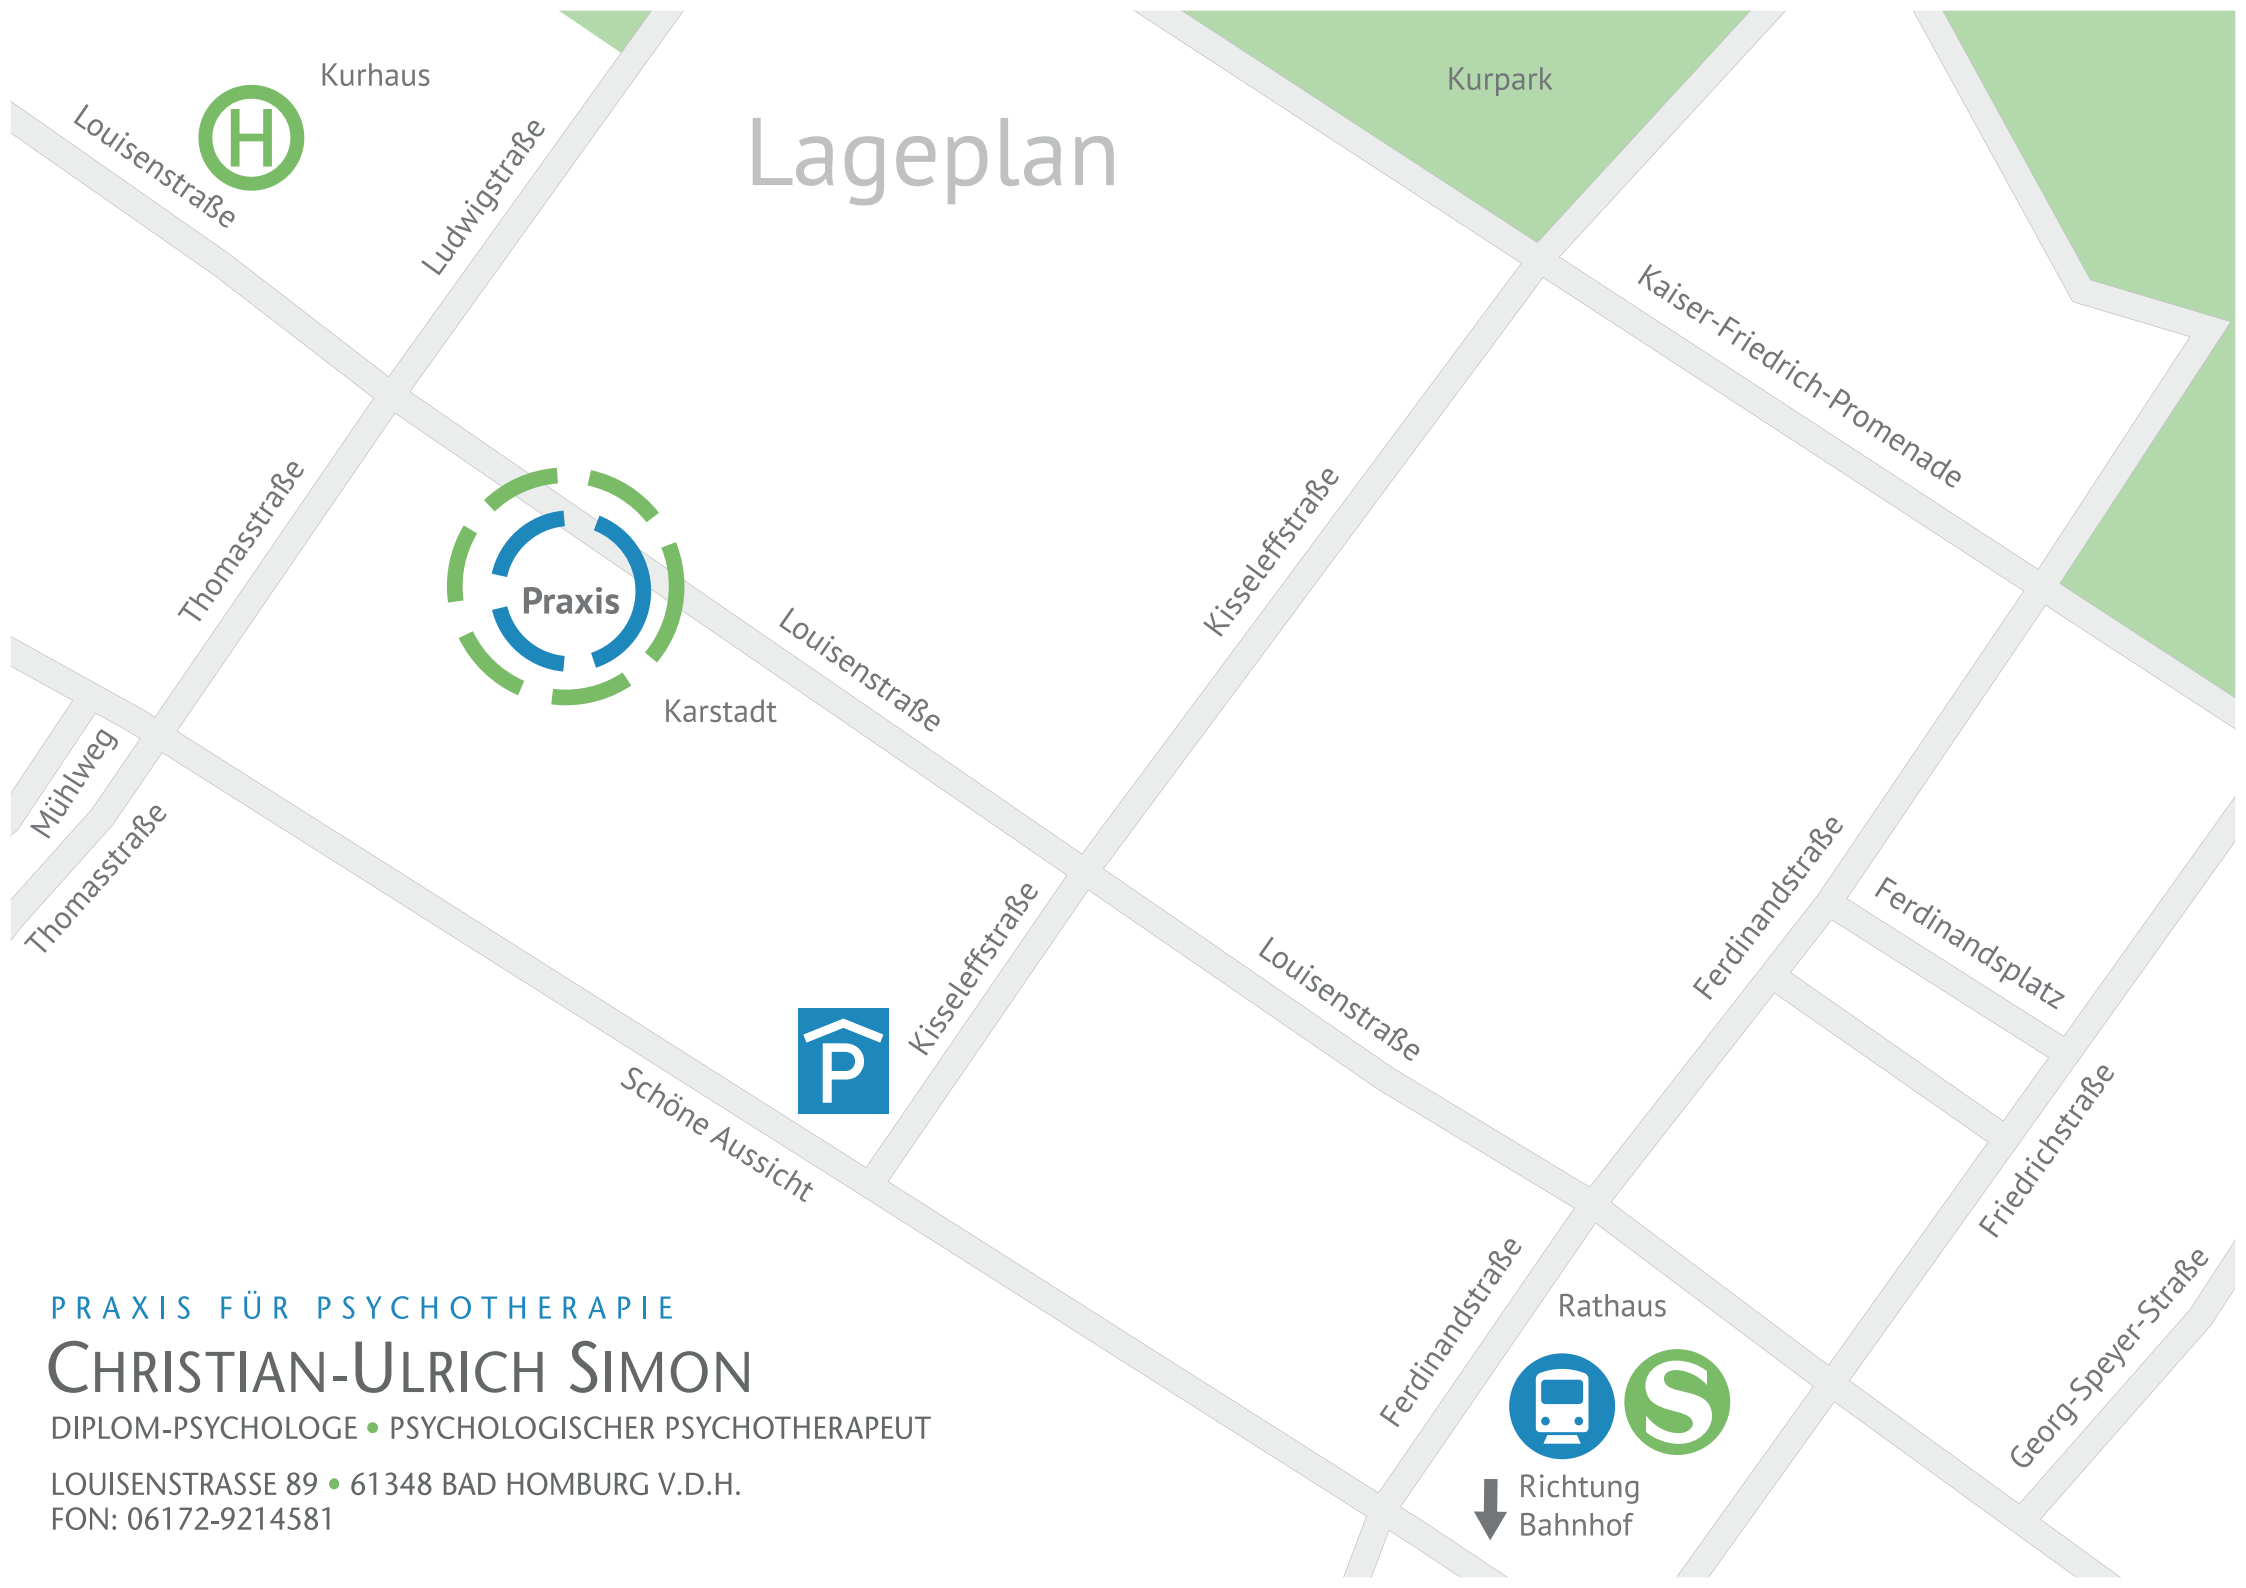 Kurhaus
Kurpark
H
Louisenstraße
Ludwigstraße
Lageplan
Kaiser-Friedrich-Promenade
Thomasstraße
Kisseleffstraße
Praxis
Louisenstraße
Karstadt
Mühlweg
Thomasstraße
Ferdinandstraße
Ferdinandsplatz
Kisseleffstraße
Louisenstraße
P
Schöne Aussicht
Friedrichstraße
Ferdinandstraße
Georg-Speyer-Straße
Rathaus
S
Richtung
Bahnhof
PRAXIS FÜR PSYCHOTHERAPIE
CHRISTIAN-ULRICH SIMON
DIPLOM-PSYCHOLOGE • PSYCHOLOGISCHER PSYCHOTHERAPEUT
LOUISENSTRASSE 89 • 61348 BAD HOMBURG V.D.H.
FON: 06172-9214581